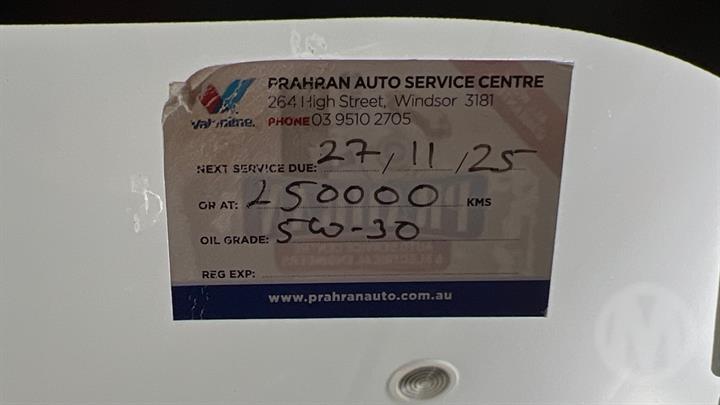 PRAHRAN AUTO SERVICE CENTRE
264 High Street, Windsor 3181
Valvoline. PHONE 03 9510 2705
NEXT SERVICE DUE: 27/11/25
OR AT: 250000 KMS
OIL GRADE: 5W-30
REG EXP:
www.prahranauto.com.au
M